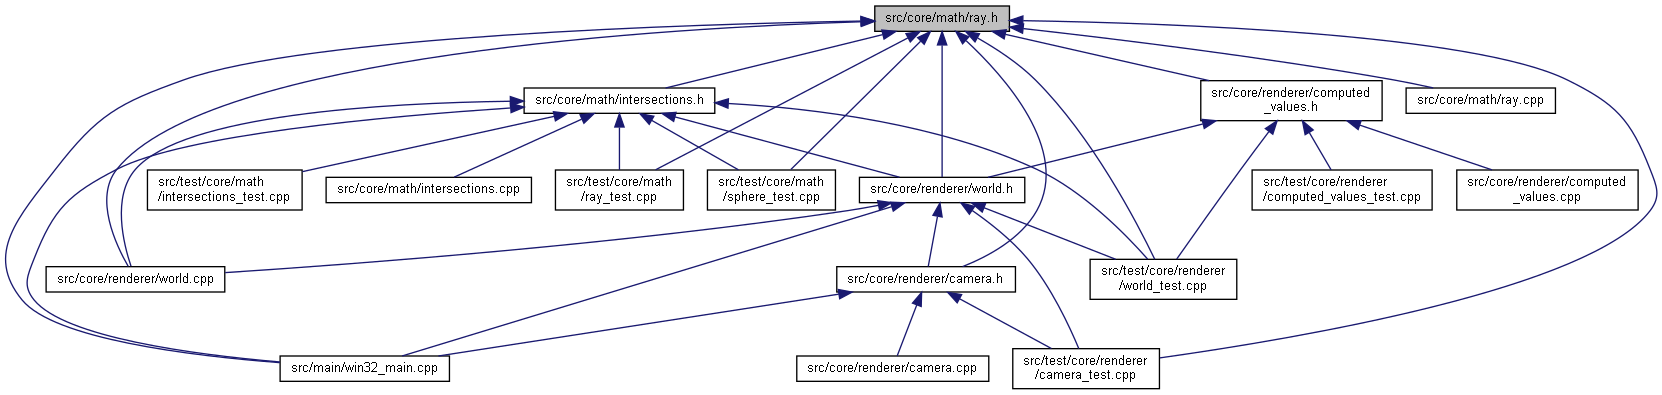 src/core/math/ray.h
src/core/math/intersections.h
src/core/renderer/computed
_values.h
src/core/math/ray.cpp
src/test/core/math
/intersections_test.cpp
src/core/math/intersections.cpp
src/test/core/math
/ray_test.cpp
src/test/core/math
/sphere_test.cpp
src/core/renderer/world.h
src/test/core/renderer
/computed_values_test.cpp
src/core/renderer/computed
_values.cpp
src/core/renderer/world.cpp
src/core/renderer/camera.h
src/test/core/renderer
/world_test.cpp
src/main/win32_main.cpp
src/core/renderer/camera.cpp
src/test/core/renderer
/camera_test.cpp